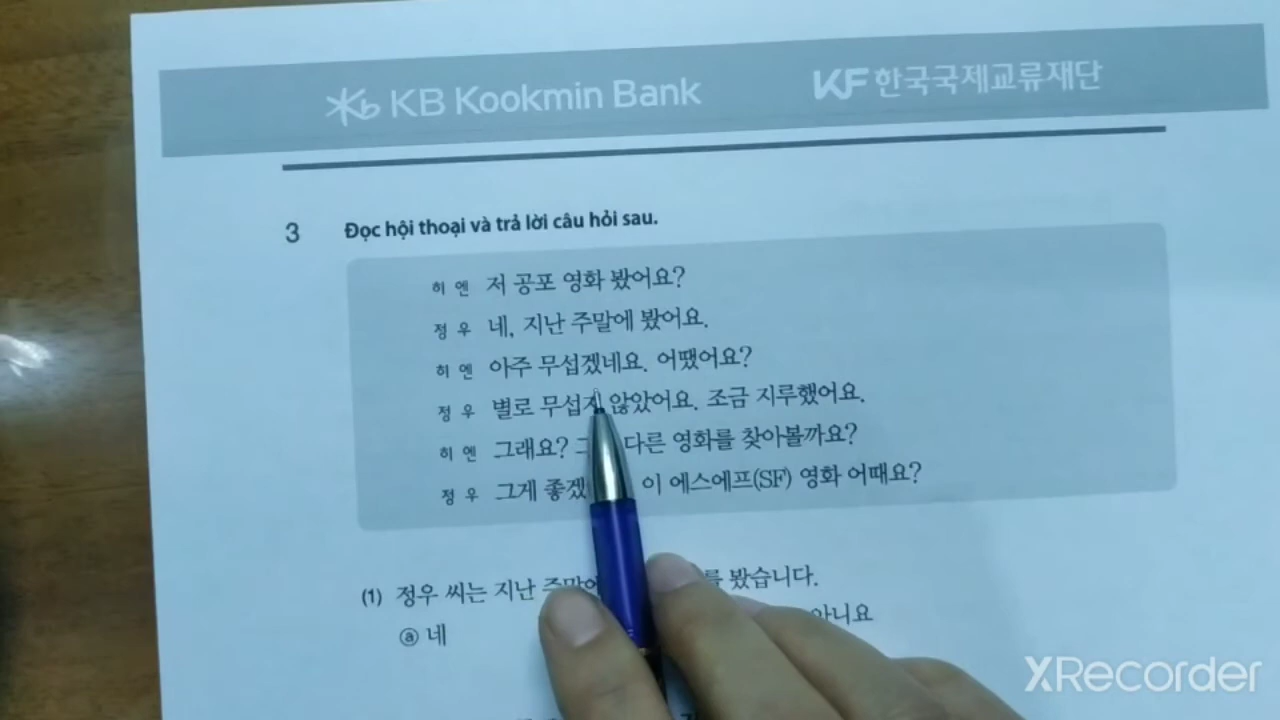 KB Kookmin Bank KF 한국국제교류재단
3 Đọc hội thoại và trả lời câu hỏi sau.
히 엔 저 공포 영화 봤어요?
정 우 네, 지난 주말에 봤어요.
히 엔 아주 무섭겠네요. 어땠어요?
정 우 별로 무섭지 않았어요. 조금 지루했어요.
히 엔 그래요? 다른 영화를 찾아볼까요?
정 우 그게 이 에스에프(SF) 영화 어때요?
(1) 정우 씨는 지난 봤습니다.
ⓐ 네 아니요
XRecorder